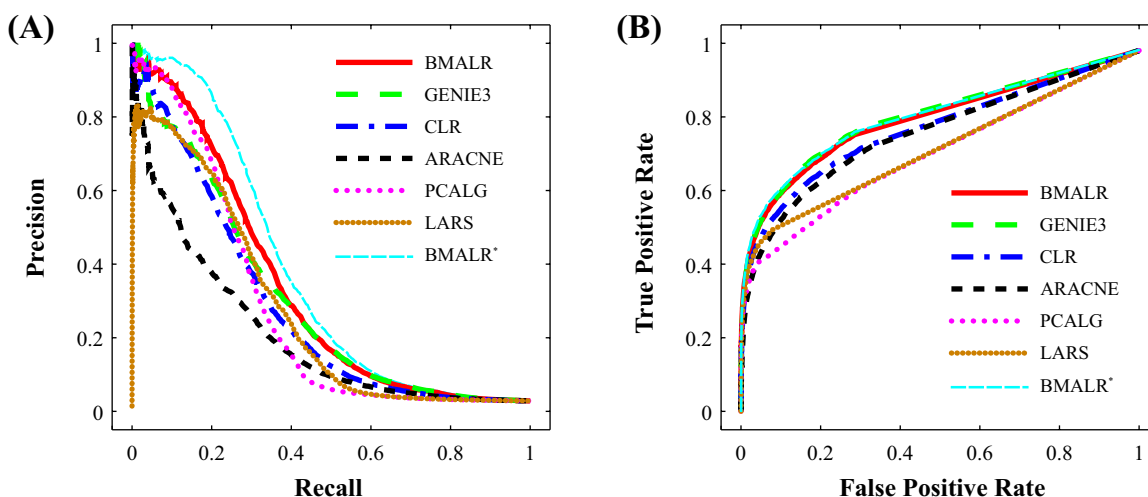 (A)
Precision
1
0.8
0.6
0.4
0.2
0
0
0.2
0.4
0.6
0.8
1
Recall
BMALR
GENIE3
CLR
ARACNE
PCALG
LARS
BMALR*
(B)
True Positive Rate
1
0.8
0.6
0.4
0.2
0
0
0.2
0.4
0.6
0.8
1
False Positive Rate
BMALR
GENIE3
CLR
ARACNE
PCALG
LARS
BMALR*